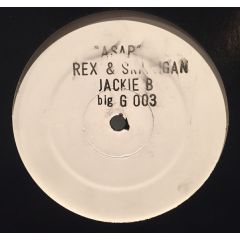 "ASAP"
REX &
JACKIE B
big G 003